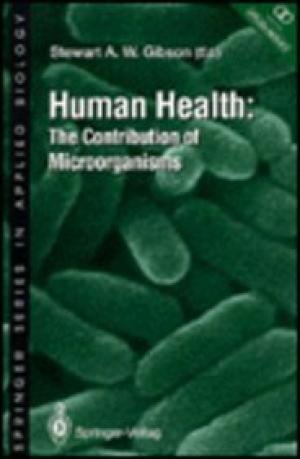 Stewart A. W. Gibson (Ed.)
Human Health:
The Contribution of
Microorganisms
SPRINGER SERIES IN APPLIED BIOLOGY
Springer-Verlag